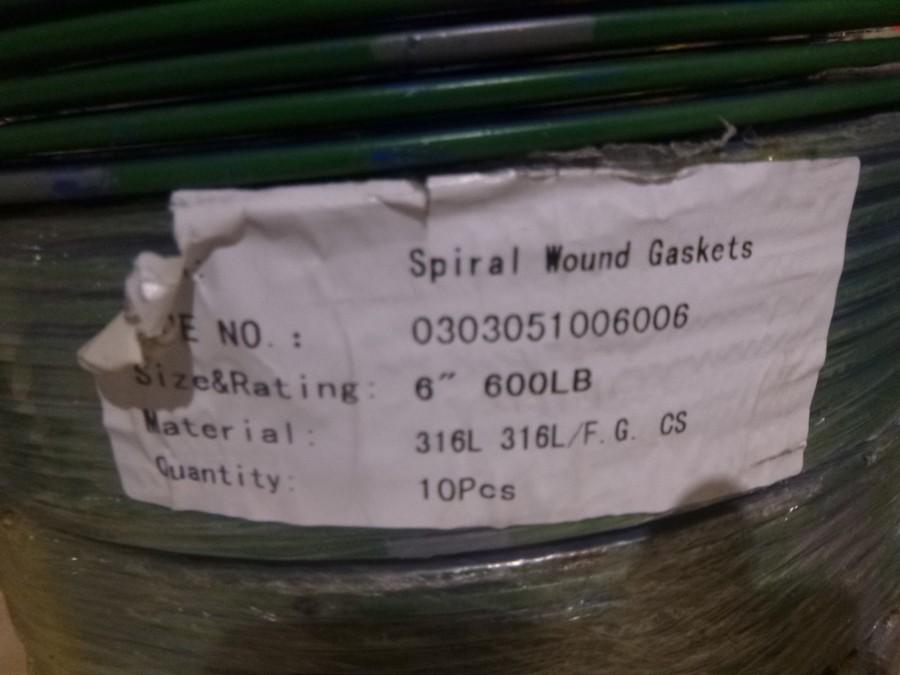 Spiral Wound Gaskets
E NO.: 0303051006006
Size&Rating: 6″ 600LB
Material: 316L 316L/F.G. CS
Quantity: 10Pcs